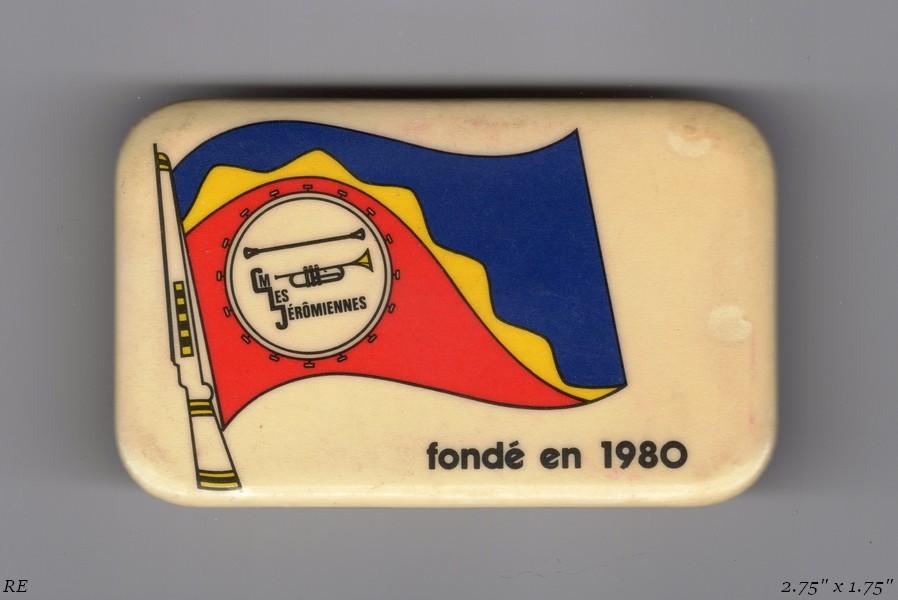 CM
LES
JÉRÔMIENNES
fondé en 1980
RE
2.75" x 1.75"